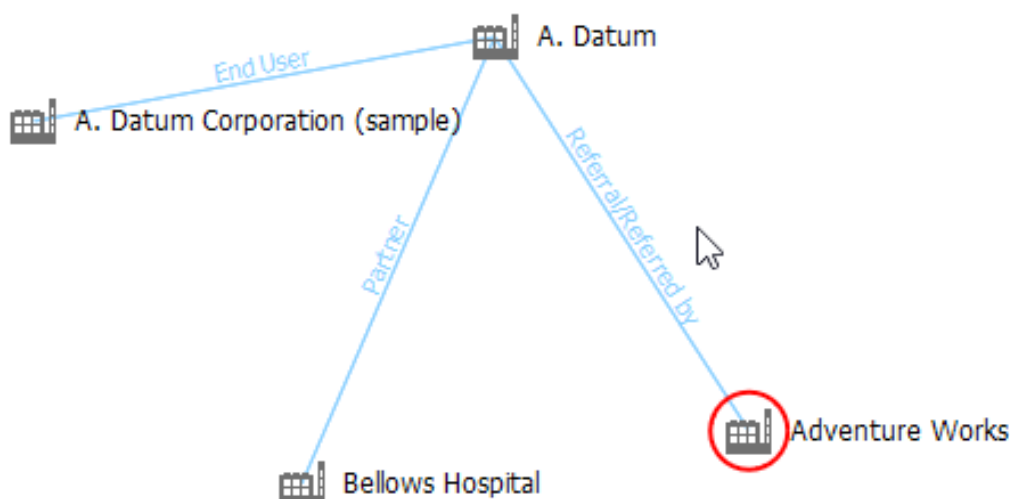 A. Datum
End User
A. Datum Corporation (sample)
Referral/Referred by
Partner
Adventure Works
Bellows Hospital